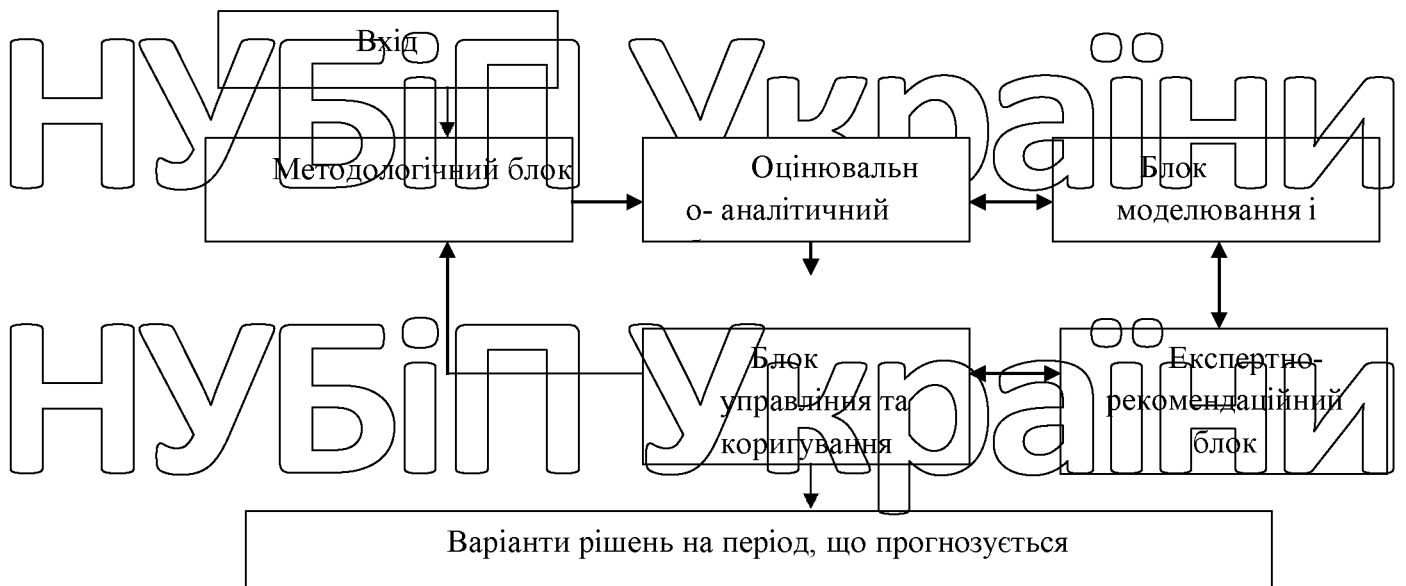 НУБіП України
Вхід
Методологічний блок
Оцінювальн
о- аналітичний
Блок
моделювання і
НУБіП України
Блок
управління та
коригування
Експертно-
рекомендаційний
блок
Варіанти рішень на період, що прогнозується